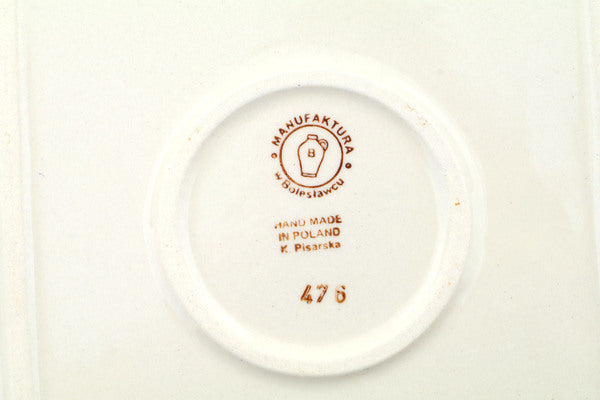 MANUFAKTURA
B
w Bolesławcu
HAND MADE
IN POLAND
K. Pisarska
476